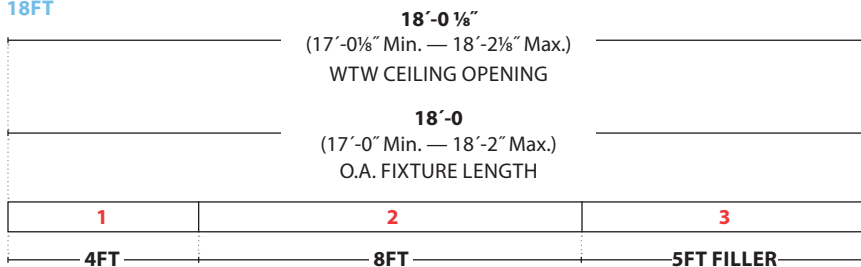 18FT
18´-0 ⅛˝
(17´-0⅛˝ Min. — 18´-2⅛˝ Max.)
WTW CEILING OPENING
18´-0
(17´-0˝ Min. — 18´-2˝ Max.)
O.A. FIXTURE LENGTH
1 2 3
4FT 8FT 5FT FILLER